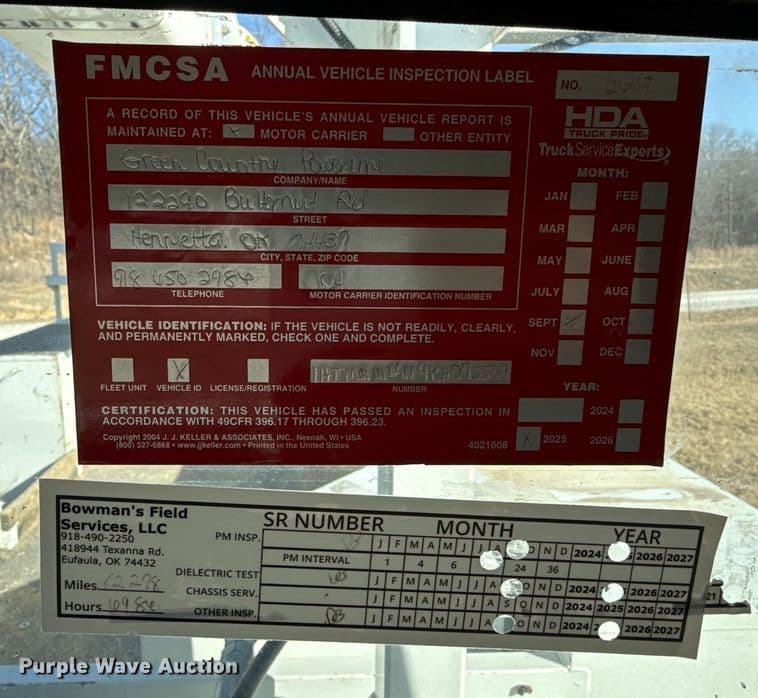 FMCSA ANNUAL VEHICLE INSPECTION LABEL
NO.
A RECORD OF THIS VEHICLE'S ANNUAL VEHICLE REPORT IS
MAINTAINED AT: X MOTOR CARRIER OTHER ENTITY
HDA
TRUCK PRIDE
TruckServiceExperts
Green Country
COMPANY/NAME
Butternut Rd
STREET
Henryetta, OK 74437
CITY, STATE, ZIP CODE
918 650 2984
TELEPHONE
MOTOR CARRIER IDENTIFICATION NUMBER
MONTH:
JAN FEB
MAR APR
MAY JUNE
JULY AUG
SEPT X OCT
NOV DEC
VEHICLE IDENTIFICATION: IF THE VEHICLE IS NOT READILY, CLEARLY,
AND PERMANENTLY MARKED, CHECK ONE AND COMPLETE.
X
FLEET UNIT VEHICLE ID LICENSE/REGISTRATION NUMBER
YEAR:
2024
X 2025 2026
CERTIFICATION: THIS VEHICLE HAS PASSED AN INSPECTION IN
ACCORDANCE WITH 49CFR 396.17 THROUGH 396.23.
Copyright 2004 J. J. KELLER & ASSOCIATES, INC., Neenah, WI • USA
(800) 327-6868 • www.jjkeller.com • Printed in the United States
4021608
Bowman's Field
Services, LLC
918-490-2250
418944 Texanna Rd.
Eufaula, OK 74432
Miles
Hours
SR NUMBER MONTH YEAR
PM INSP. J F M A M J J O N D 2024 2026 2027
PM INTERVAL 1 4 6 24 36
DIELECTRIC TEST J F M A M J J A O N D 2024 2026 2027
CHASSIS SERV. J F M A M J J A S O N D 2024 2025 2026 2027
OTHER INSP. J F M A M J J A O N D 2024 2026 2027
21
Purple Wave Auction